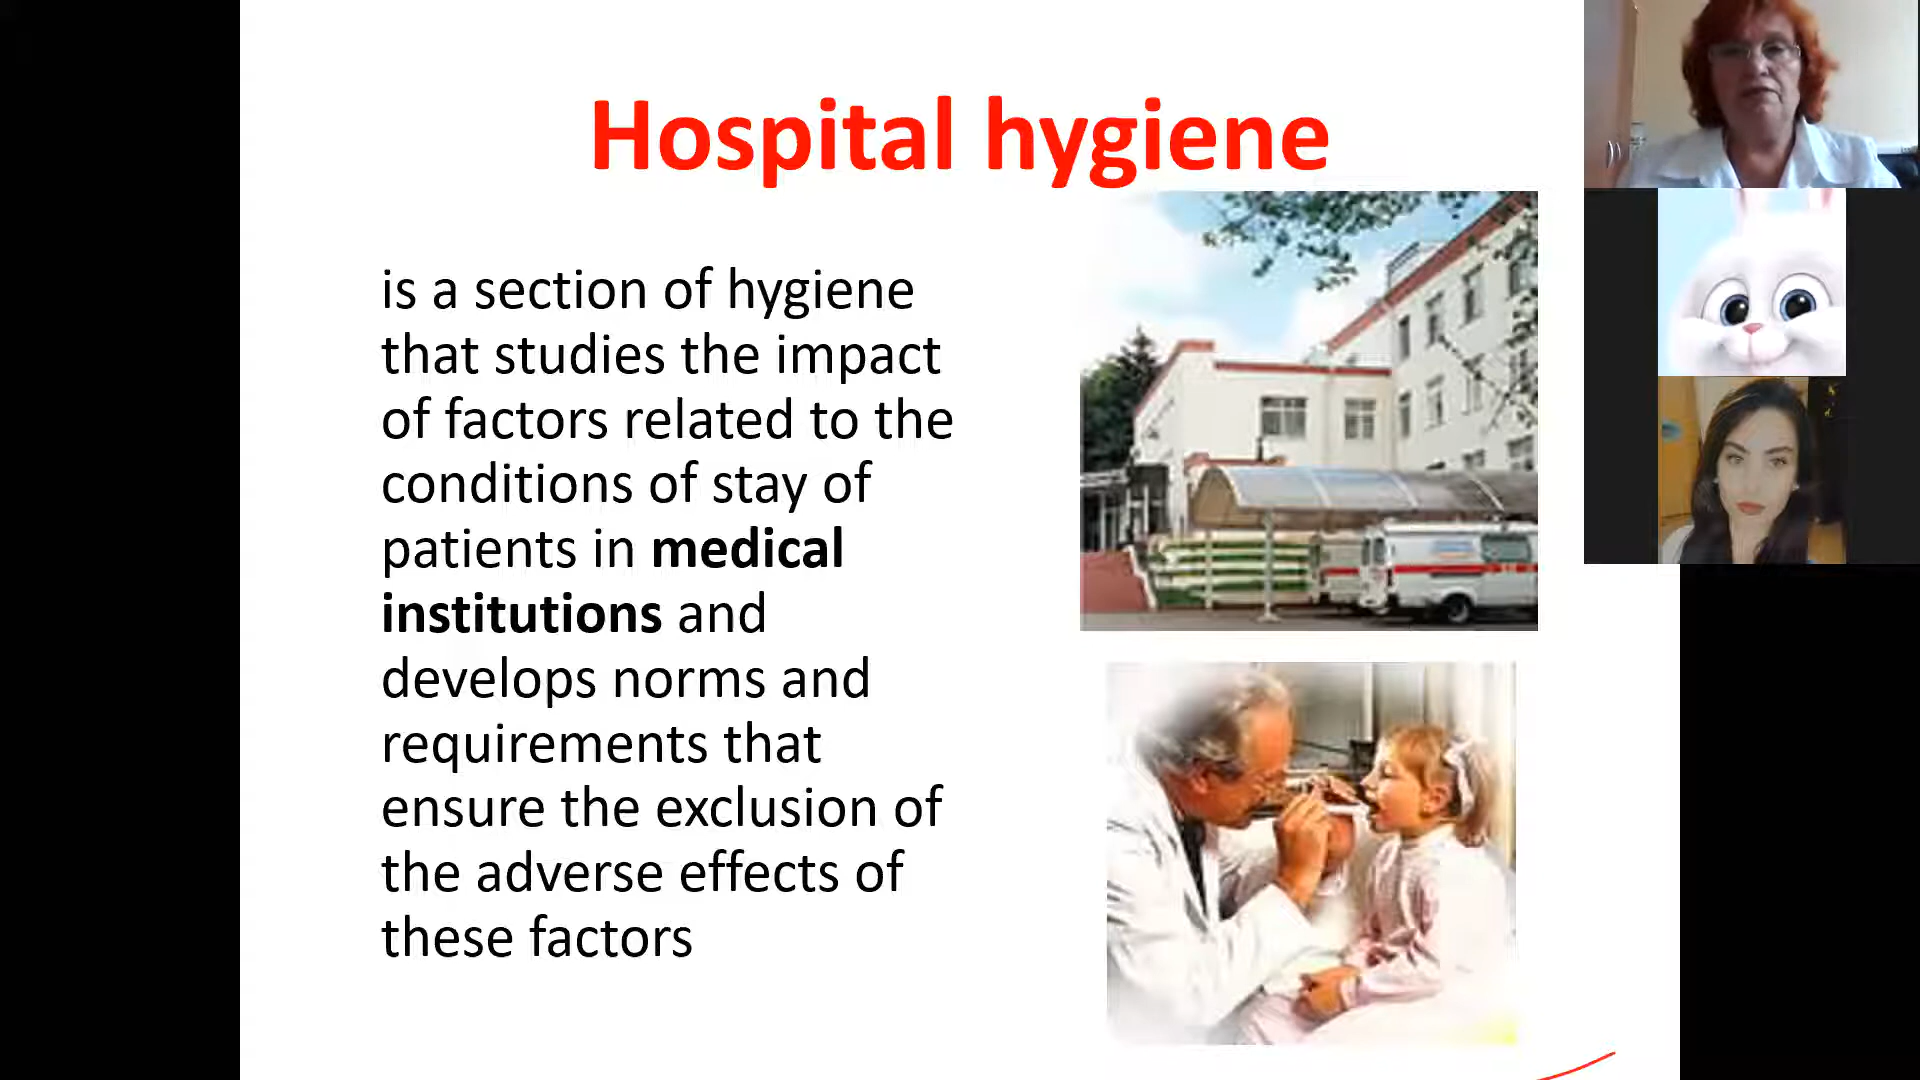 Hospital hygiene
is a section of hygiene
that studies the impact
of factors related to the
conditions of stay of
patients in medical
institutions and
develops norms and
requirements that
ensure the exclusion of
the adverse effects of
these factors